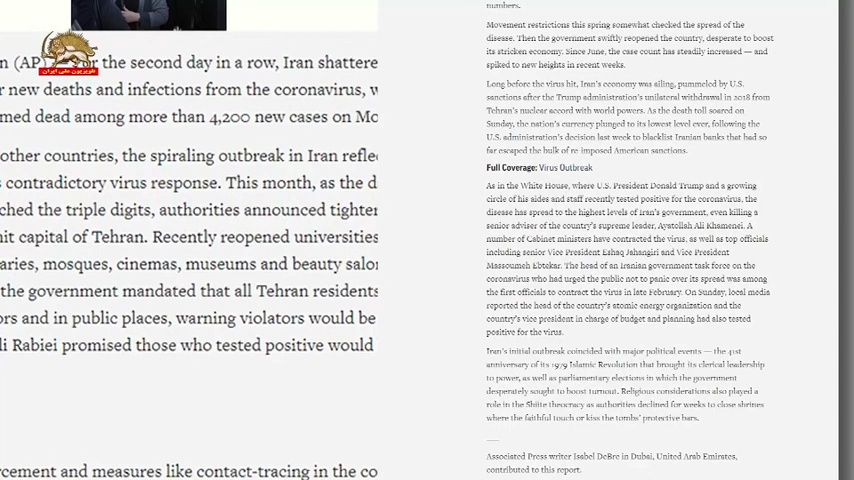 تلویزیون ملی ایران
n (AP) the second day in a row, Iran shattere
r new deaths and infections from the coronavirus, w
med dead among more than 4,200 new cases on Mo
other countries, the spiraling outbreak in Iran refle
s contradictory virus response. This month, as the d
ched the triple digits, authorities announced tighter
hit capital of Tehran. Recently reopened universities
aries, mosques, cinemas, museums and beauty salo
the government mandated that all Tehran residents
ors and in public places, warning violators would be
li Rabiei promised those who tested positive would
rcement and measures like contact-tracing in the co
numbers.
Movement restrictions this spring somewhat checked the spread of the
disease. Then the government swiftly reopened the country, desperate to boost
its stricken economy. Since June, the case count has steadily increased — and
spiked to new heights in recent weeks.
Long before the virus hit, Iran's economy was ailing, pummeled by U.S.
sanctions after the Trump administration's unilateral withdrawal in 2018 from
Tehran's nuclear accord with world powers. As the death toll soared on
Sunday, the nation's currency plunged to its lowest level ever, following the
U.S. administration's decision last week to blacklist Iranian banks that had so
far escaped the bulk of re-imposed American sanctions.
Full Coverage: Virus Outbreak
As in the White House, where U.S. President Donald Trump and a growing
circle of his aides and staff recently tested positive for the coronavirus, the
disease has spread to the highest levels of Iran's government, even killing a
senior adviser of the country's supreme leader, Ayatollah Ali Khamenei. A
number of Cabinet ministers have contracted the virus, as well as top officials
including senior Vice President Eshaq Jahangiri and Vice President
Massoumeh Ebtekar. The head of an Iranian government task force on the
coronavirus who had urged the public not to panic over its spread was among
the first officials to contract the virus in late February. On Sunday, local media
reported the head of the country's atomic energy organization and the
country's vice president in charge of budget and planning had also tested
positive for the virus.
Iran's initial outbreak coincided with major political events — the 41st
anniversary of its 1979 Islamic Revolution that brought its clerical leadership
to power, as well as parliamentary elections in which the government
desperately sought to boost turnout. Religious considerations also played a
role in the Shiite theocracy as authorities declined for weeks to close shrines
where the faithful touch or kiss the tombs' protective bars.
——
Associated Press writer Isabel DeBre in Dubai, United Arab Emirates,
contributed to this report.